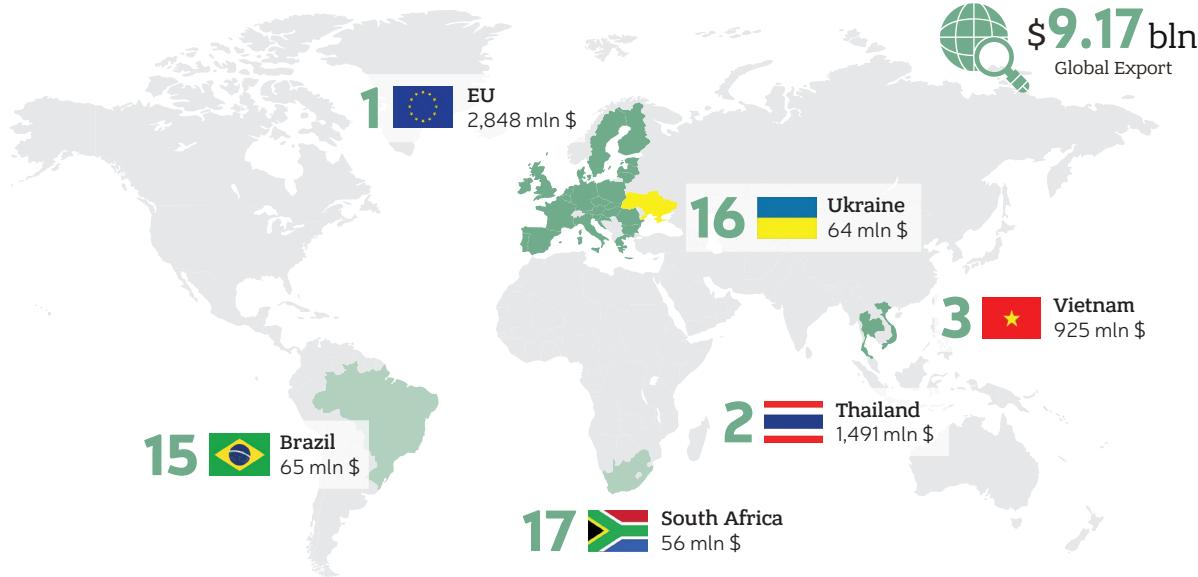 $9.17 bln
Global Export
1
EU
2,848 mln $
16
Ukraine
64 mln $
3
Vietnam
925 mln $
2
Thailand
1,491 mln $
15
Brazil
65 mln $
17
South Africa
56 mln $